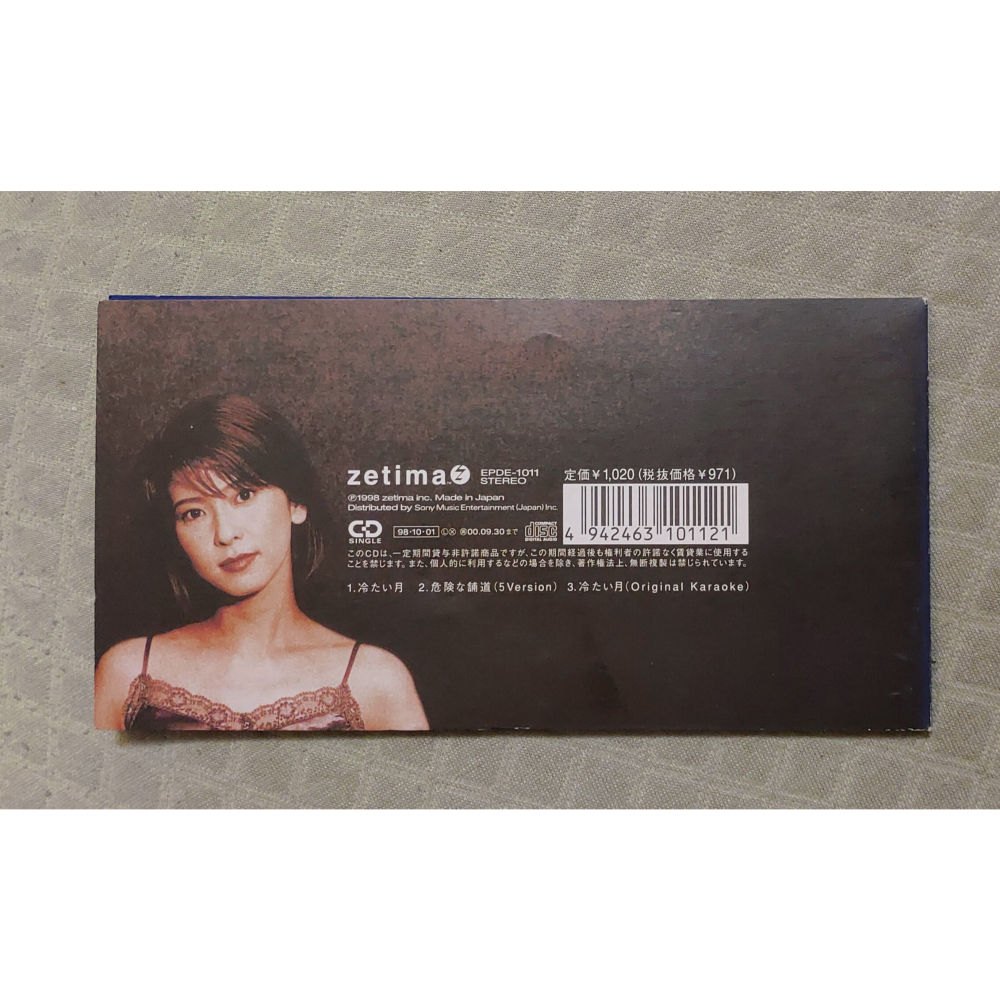 zetima
EPDE-1011
STEREO
定価¥1,020(税抜価格¥971)
Ⓟ1998 zetima inc. Made in Japan
Distributed by Sony Music Entertainment (Japan) Inc.
CD
SINGLE
98·10·01 Ⓛ Ⓧ 00.09.30まで
COMPACT
disc
DIGITAL AUDIO
4 942463 101121
このCDは、一定期間貸与非許諾商品ですが、この期間経過後も権利者の許諾なく賃貸業に使用する
ことを禁じます。また、個人的に利用するなどの場合を除き、著作権法上、無断複製は禁じられています。
1.冷たい月 2.危険な舗道(5Version) 3.冷たい月(Original Karaoke)